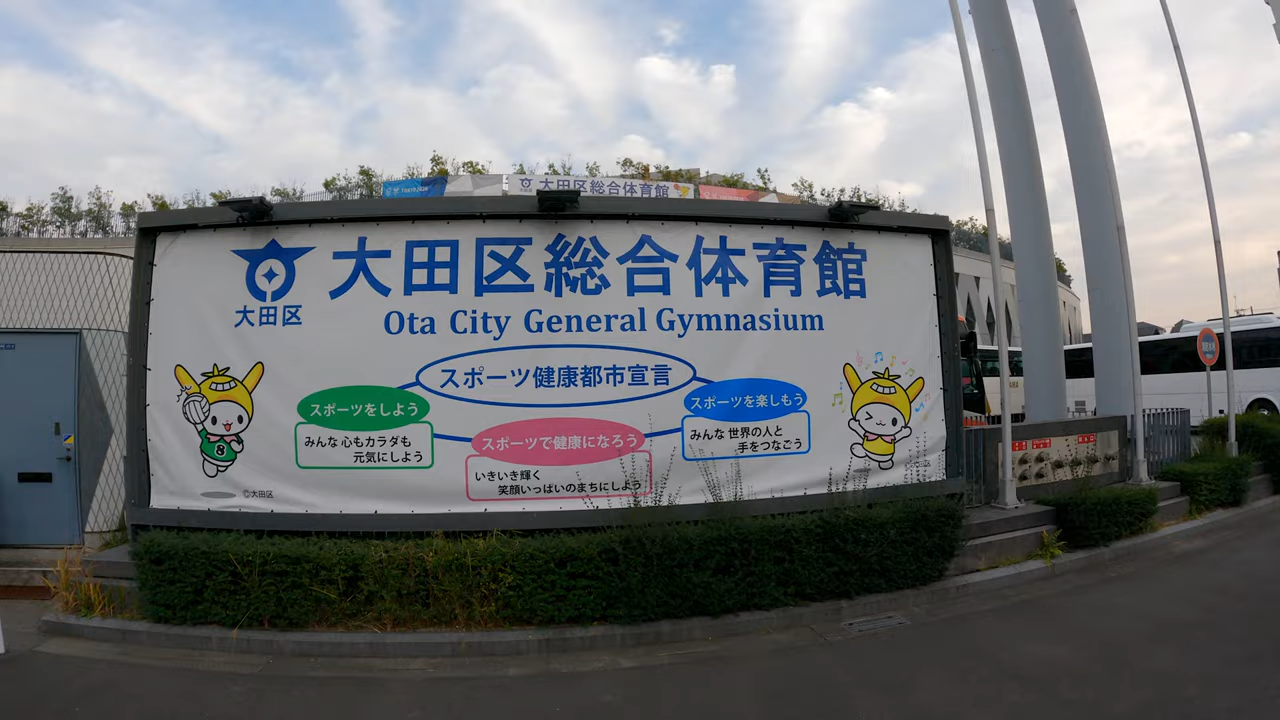 大田区総合体育館
大田区総合体育館
大田区
Ota City General Gymnasium
スポーツ健康都市宣言
スポーツをしよう
みんな 心もカラダも
元気にしよう
スポーツで健康になろう
いきいき輝く
笑顔いっぱいのまちにしよう
スポーツを楽しもう
みんな 世界の人と
手をつなごう
8
©大田区